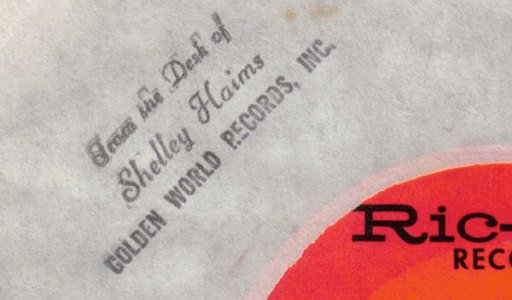 From the Desk of
Shelley Haims
GOLDEN WORLD RECORDS, INC.
Ric-
RECO